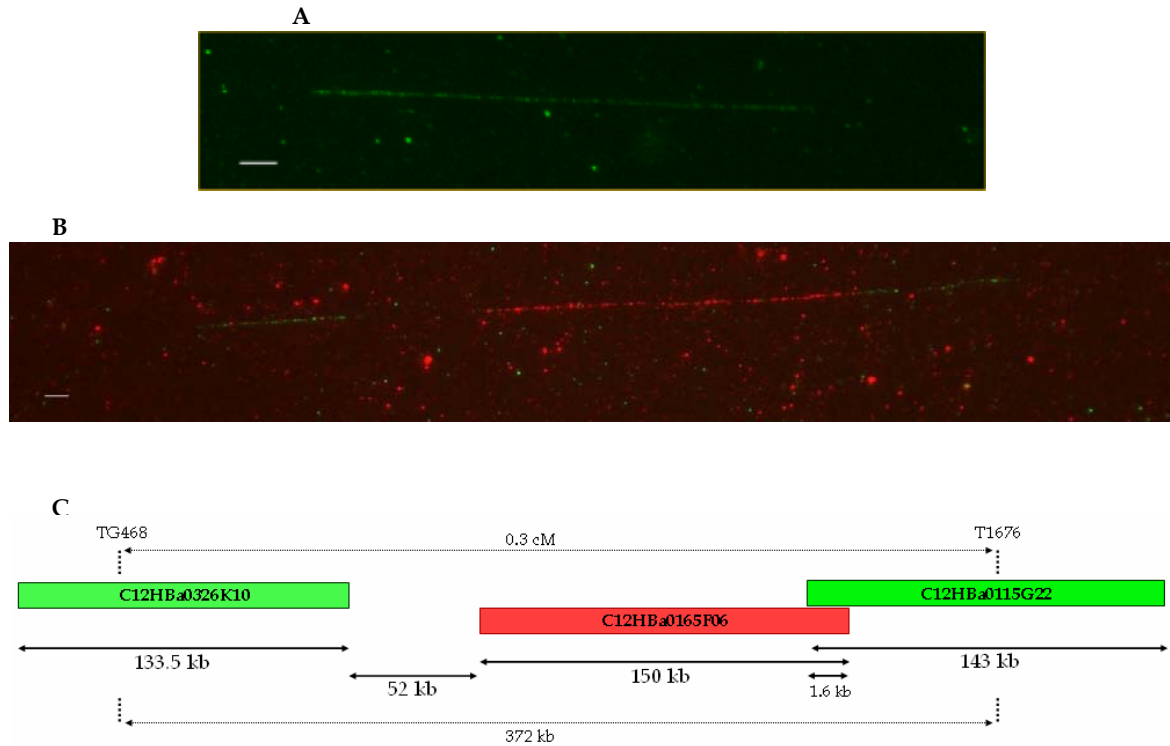 A
B
C
TG468
T1676
0.3 cM
C12HBa0326K10
C12HBa0115G22
C12HBa0165F06
133.5 kb
52 kb
150 kb
1.6 kb
143 kb
372 kb